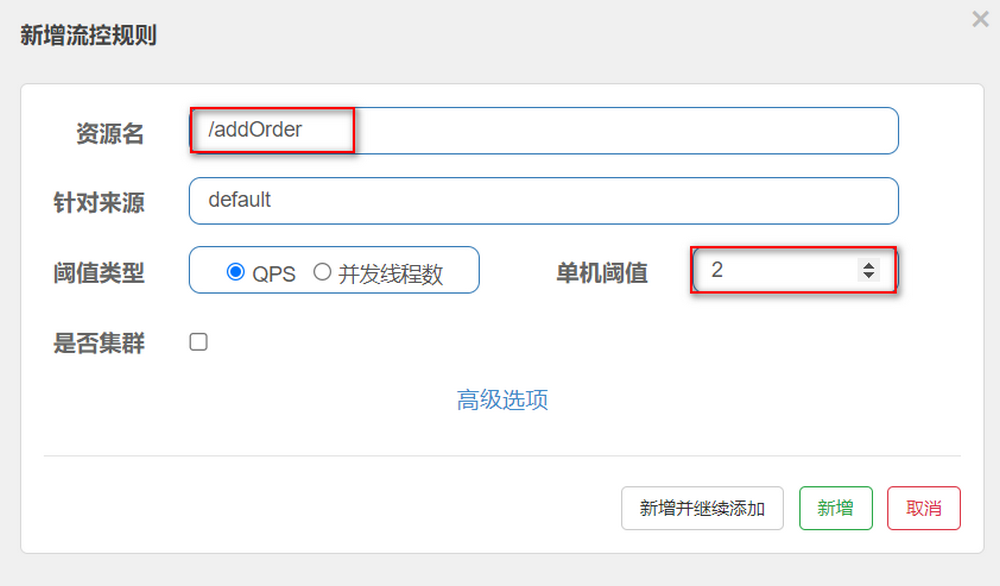 新增流控规则
×
资源名 /addOrder
针对来源 default
阈值类型 QPS 并发线程数 单机阈值 2
是否集群
高级选项
新增并继续添加 新增 取消